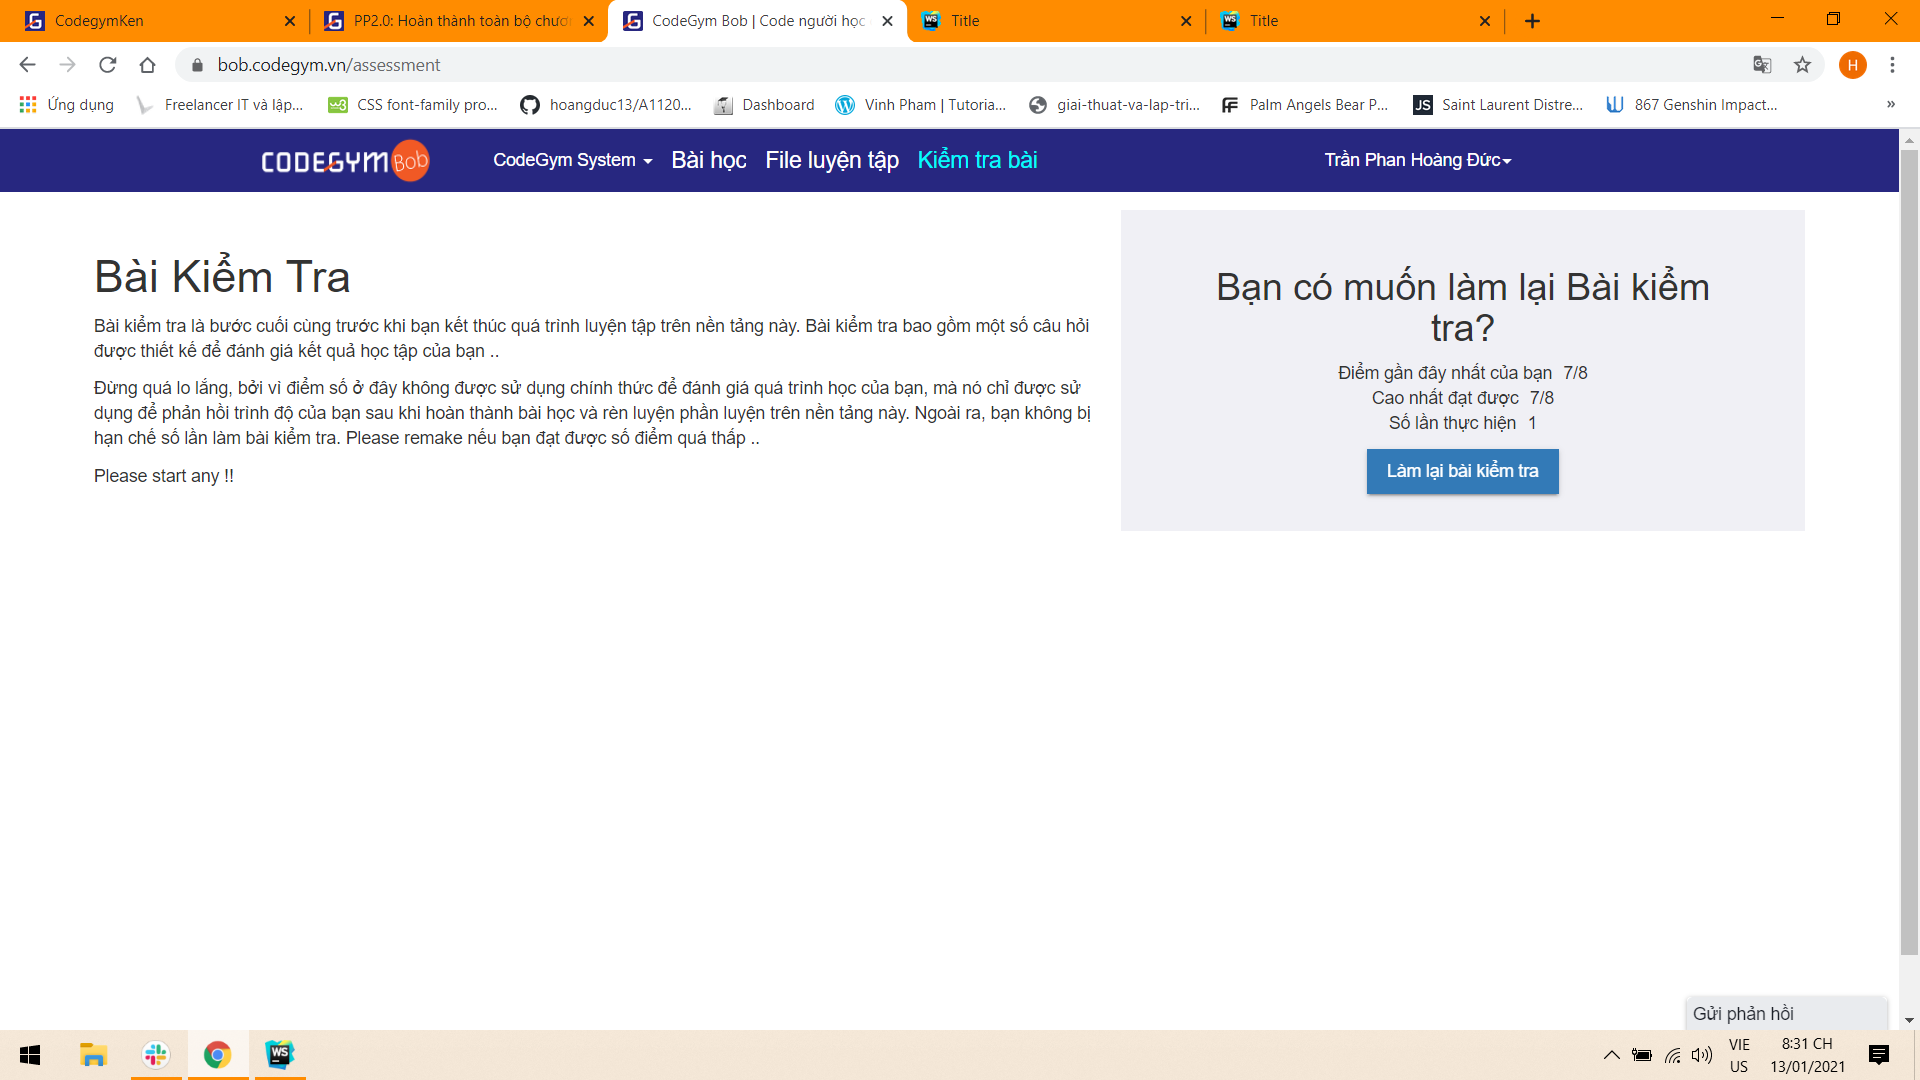 CodegymKen
PP2.0: Hoàn thành toàn bộ chươn
CodeGym Bob | Code người học
Title
Title
bob.codegym.vn/assessment
H
Ứng dụng
Freelancer IT và lập...
CSS font-family pro...
hoangduc13/A1120...
Dashboard
Vinh Pham | Tutoria...
giai-thuat-va-lap-tri...
Palm Angels Bear P...
Saint Laurent Distre...
867 Genshin Impact...
»
CODEGYM Bob
CodeGym System
Bài học
File luyện tập
Kiểm tra bài
Trần Phan Hoàng Đức
Bài Kiểm Tra
Bài kiểm tra là bước cuối cùng trước khi bạn kết thúc quá trình luyện tập trên nền tảng này. Bài kiểm tra bao gồm một số câu hỏi
được thiết kế để đánh giá kết quả học tập của bạn ..
Đừng quá lo lắng, bởi vì điểm số ở đây không được sử dụng chính thức để đánh giá quá trình học của bạn, mà nó chỉ được sử
dụng để phản hồi trình độ của bạn sau khi hoàn thành bài học và rèn luyện phần luyện trên nền tảng này. Ngoài ra, bạn không bị
hạn chế số lần làm bài kiểm tra. Please remake nếu bạn đạt được số điểm quá thấp ..
Please start any !!
Bạn có muốn làm lại Bài kiểm
tra?
Điểm gần đây nhất của bạn 7/8
Cao nhất đạt được 7/8
Số lần thực hiện 1
Làm lại bài kiểm tra
Gửi phản hồi
WS
VIE
US
8:31 CH
13/01/2021